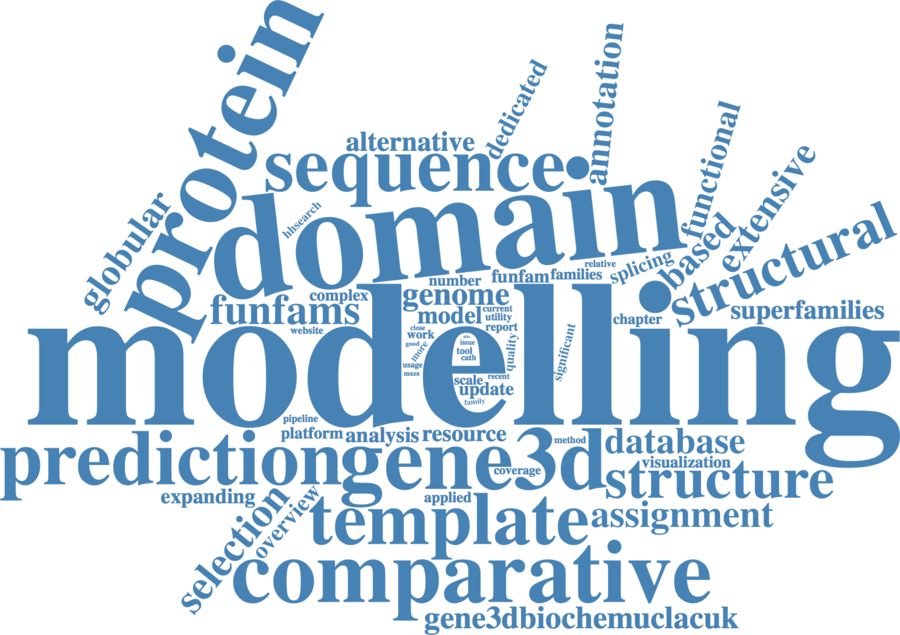 protein
dedicated
annotation
alternative
sequence
functional
extensive
globular
domain
hhsearch
based
structural
relative
splicing
funfam
families
number
complex
genome
funfams
website
model
current
utility
report
chapter
superfamilies
modelling
close
work
good
more
usage
mxes
issue
tool
cath
quality
significant
scale
recent
update
family
pipeline
platform
analysis
resource
method
database
prediction
gene3d
coverage
visualization
structure
expanding
applied
selection
overview
template
assignment
comparative
gene3dbiochemuclacuk